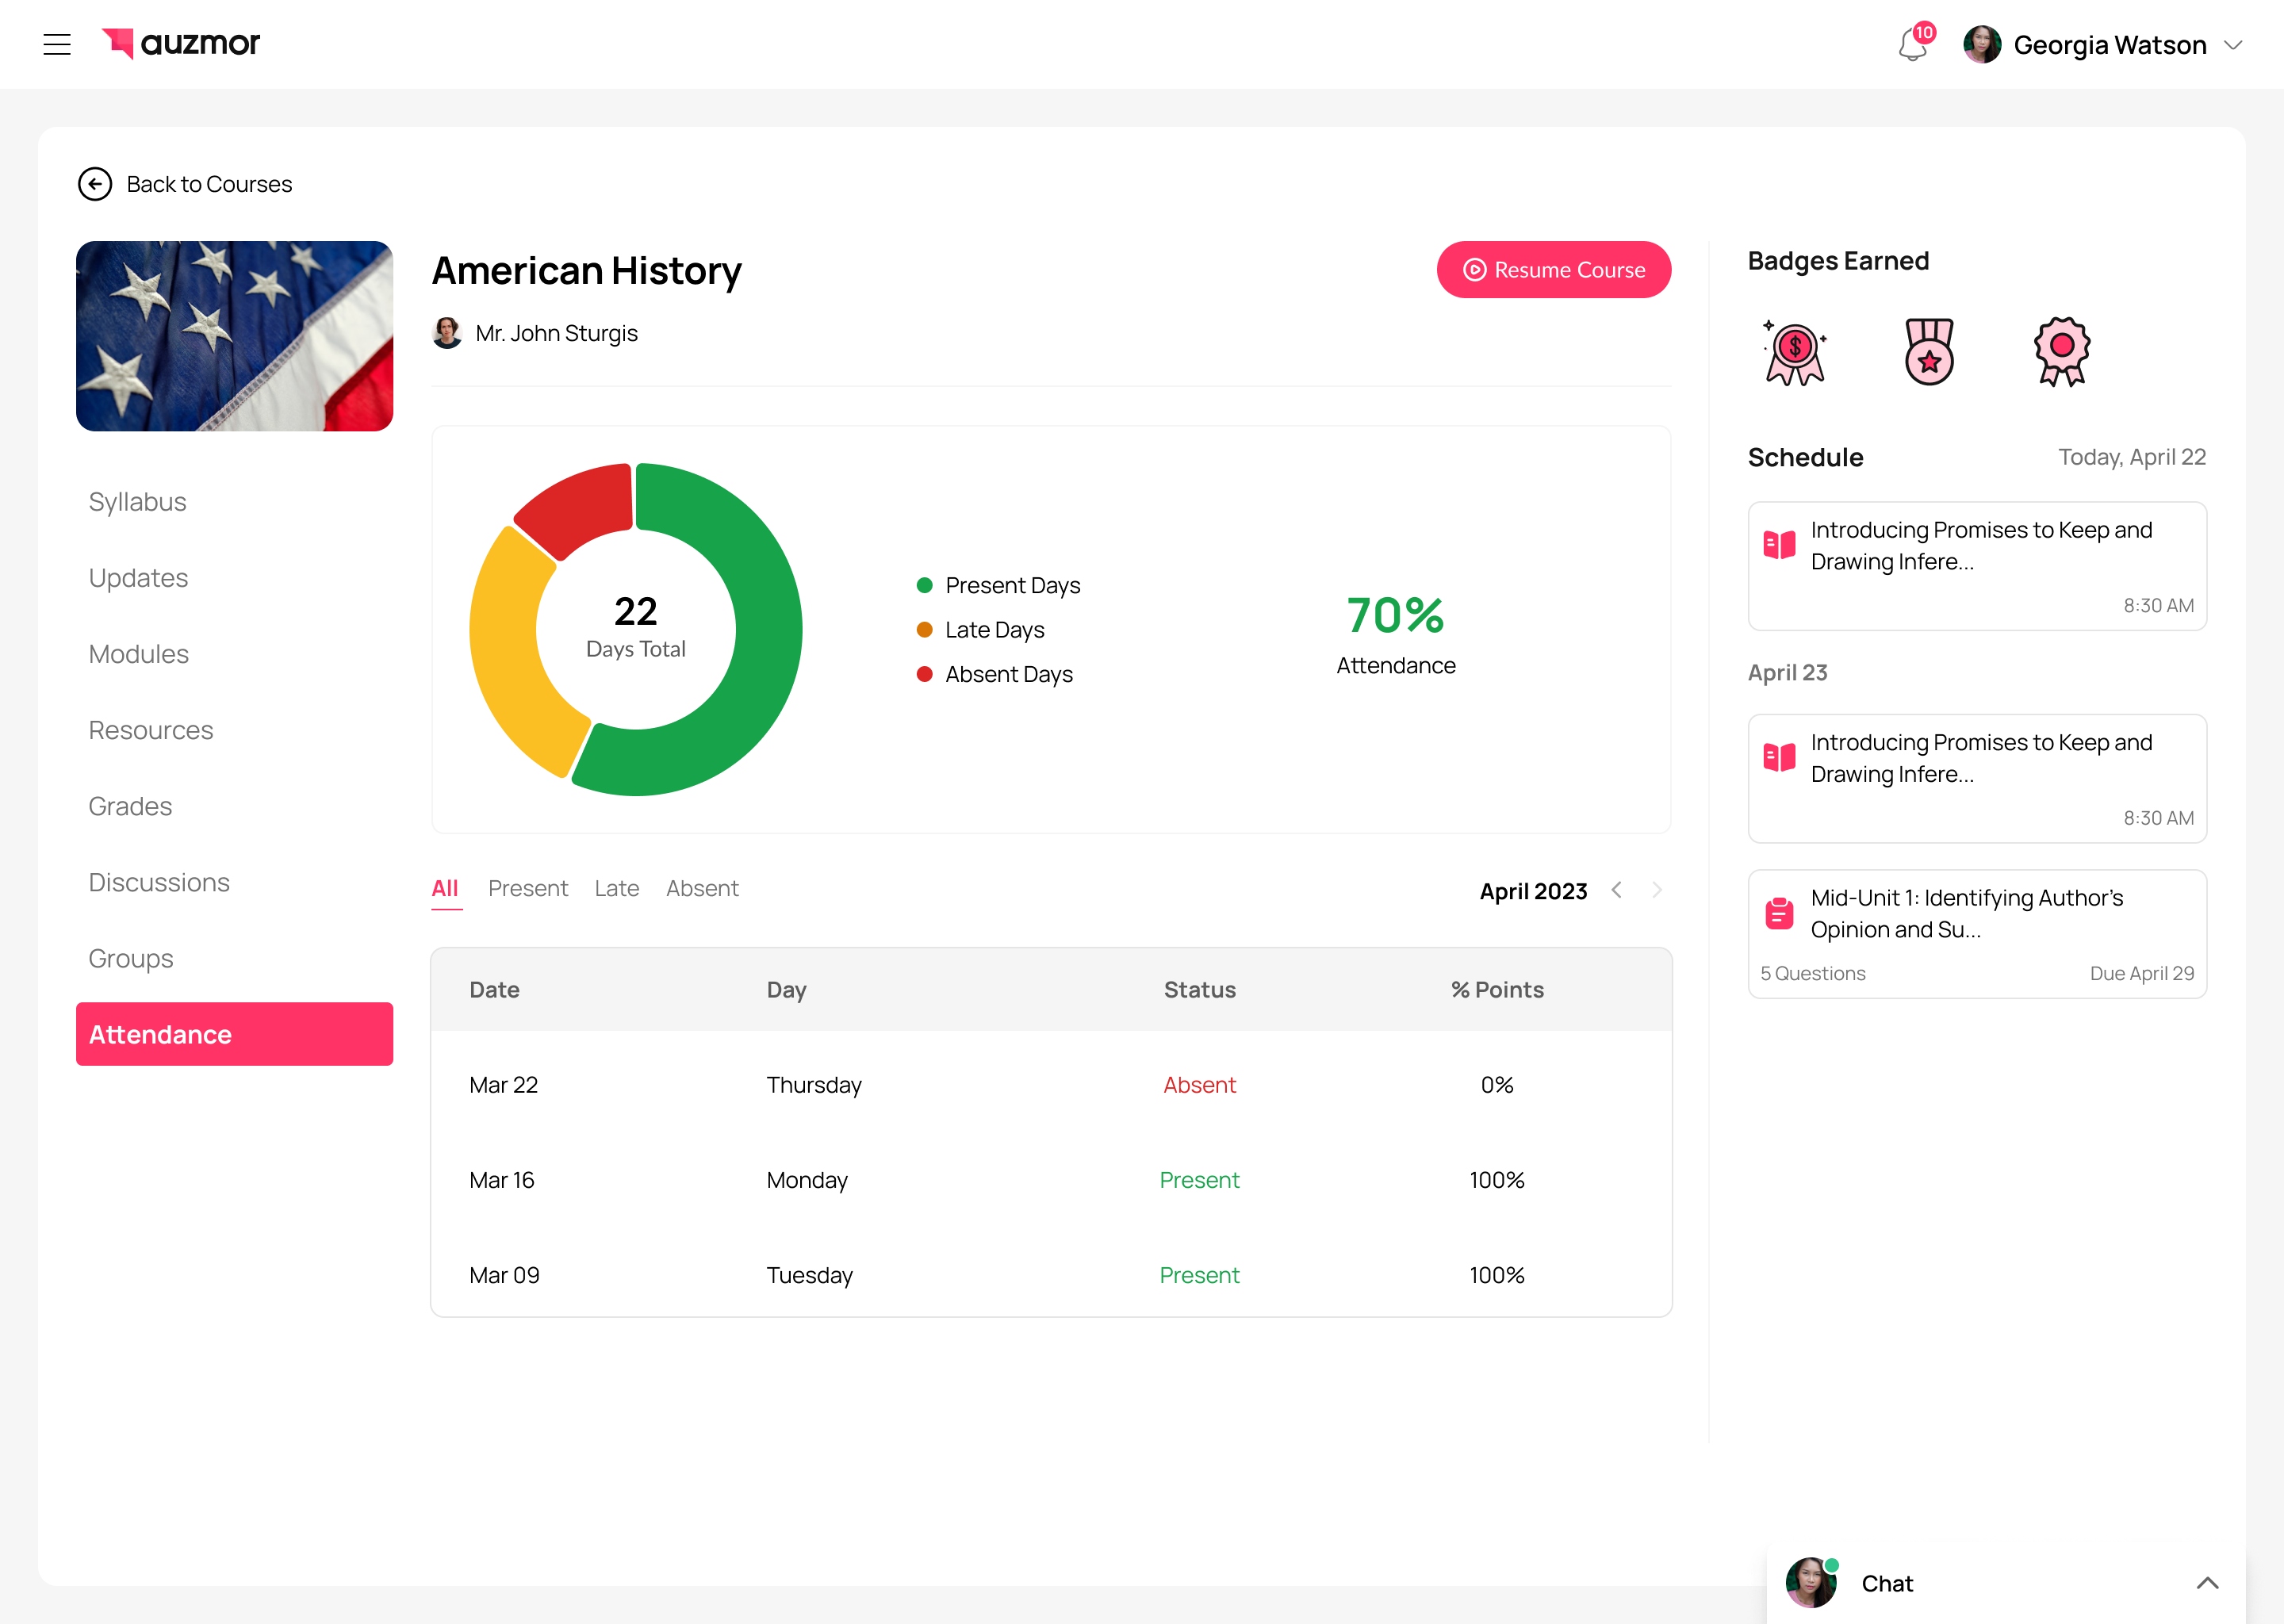 auzmor
10
Georgia Watson
Back to Courses
American History
Resume Course
Mr. John Sturgis
Syllabus
Updates
Modules
Resources
Grades
Discussions
Groups
Attendance
22
Days Total
Present Days
Late Days
Absent Days
70%
Attendance
All Present Late Absent
April 2023
Date Day Status % Points
Mar 22 Thursday Absent 0%
Mar 16 Monday Present 100%
Mar 09 Tuesday Present 100%
Badges Earned
$
Schedule
Today, April 22
Introducing Promises to Keep and
Drawing Infere...
8:30 AM
April 23
Introducing Promises to Keep and
Drawing Infere...
8:30 AM
Mid-Unit 1: Identifying Author’s
Opinion and Su...
5 Questions
Due April 29
Chat